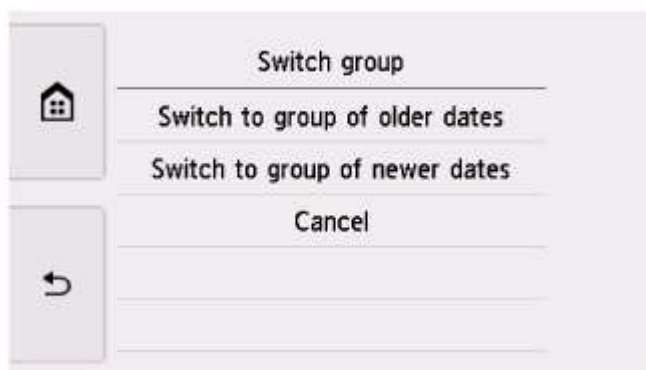 Switch group
Switch to group of older dates
Switch to group of newer dates
Cancel